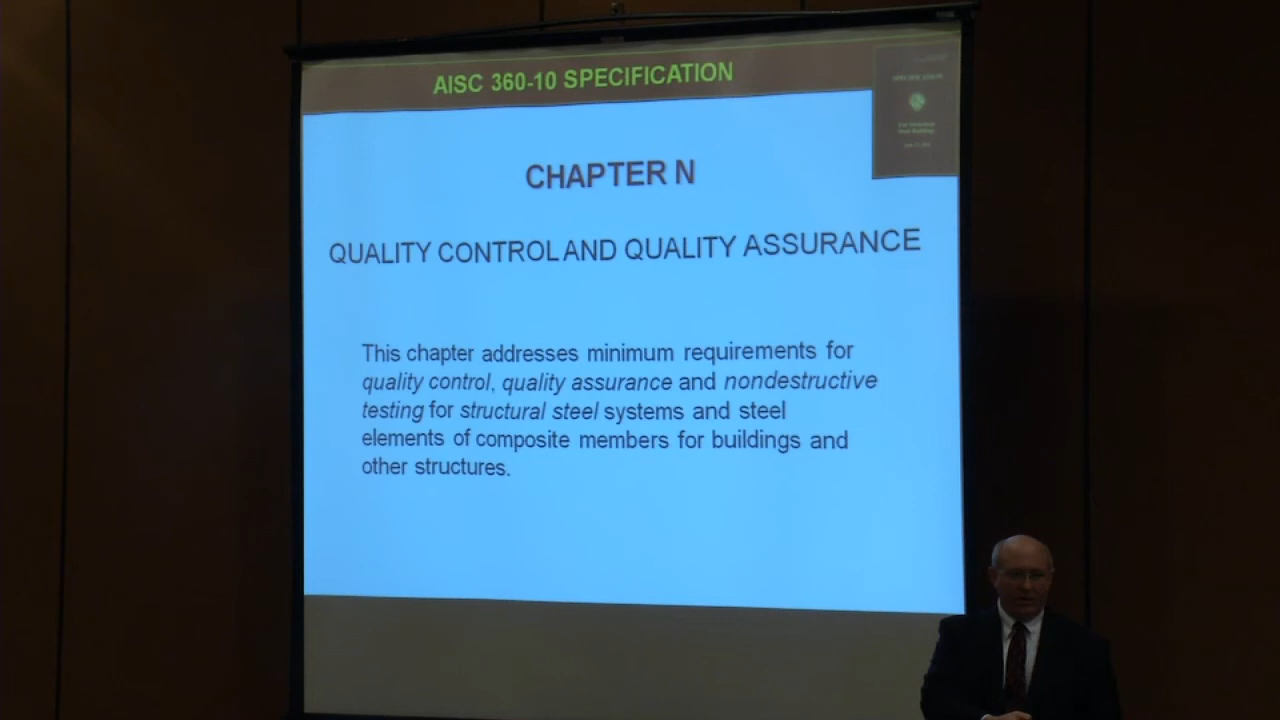 AISC 360-10 SPECIFICATION
SPECIFICATION
CHAPTER N
QUALITY CONTROL AND QUALITY ASSURANCE
This chapter addresses minimum requirements for
quality control, quality assurance and nondestructive
testing for structural steel systems and steel
elements of composite members for buildings and
other structures.